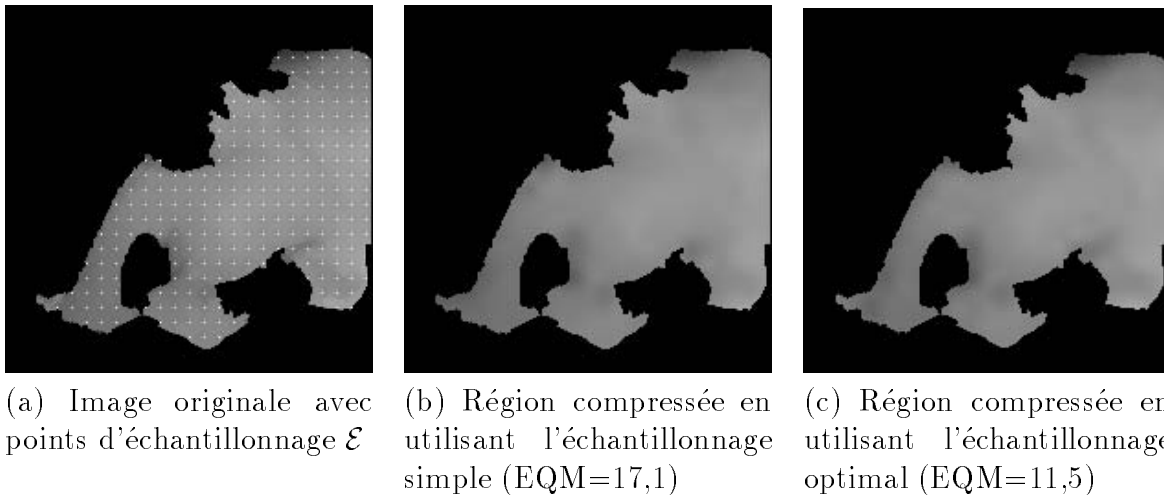 (a) Image originale avec
points d'échantillonnage ℰ
(b) Région compressée en
utilisant l'échantillonnage
simple (EQM=17,1)
(c) Région compressée en
utilisant l'échantillonnage
optimal (EQM=11,5)